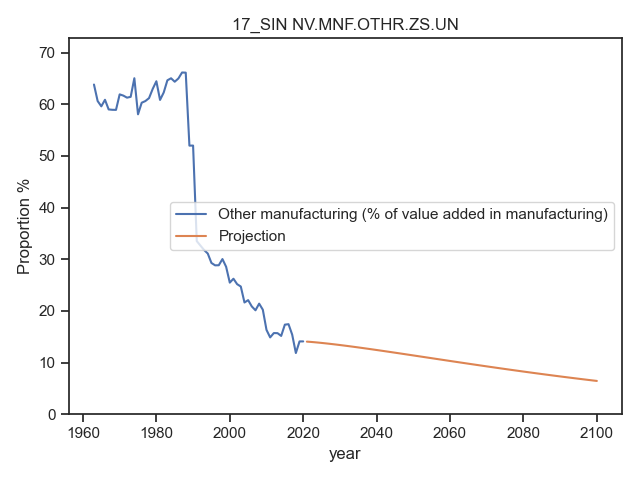 17_SIN NV.MNF.OTHR.ZS.UN
70
60
50
40
30
20
10
0
Proportion %
Other manufacturing (% of value added in manufacturing)
Projection
1960 1980 2000 2020 2040 2060 2080 2100
year